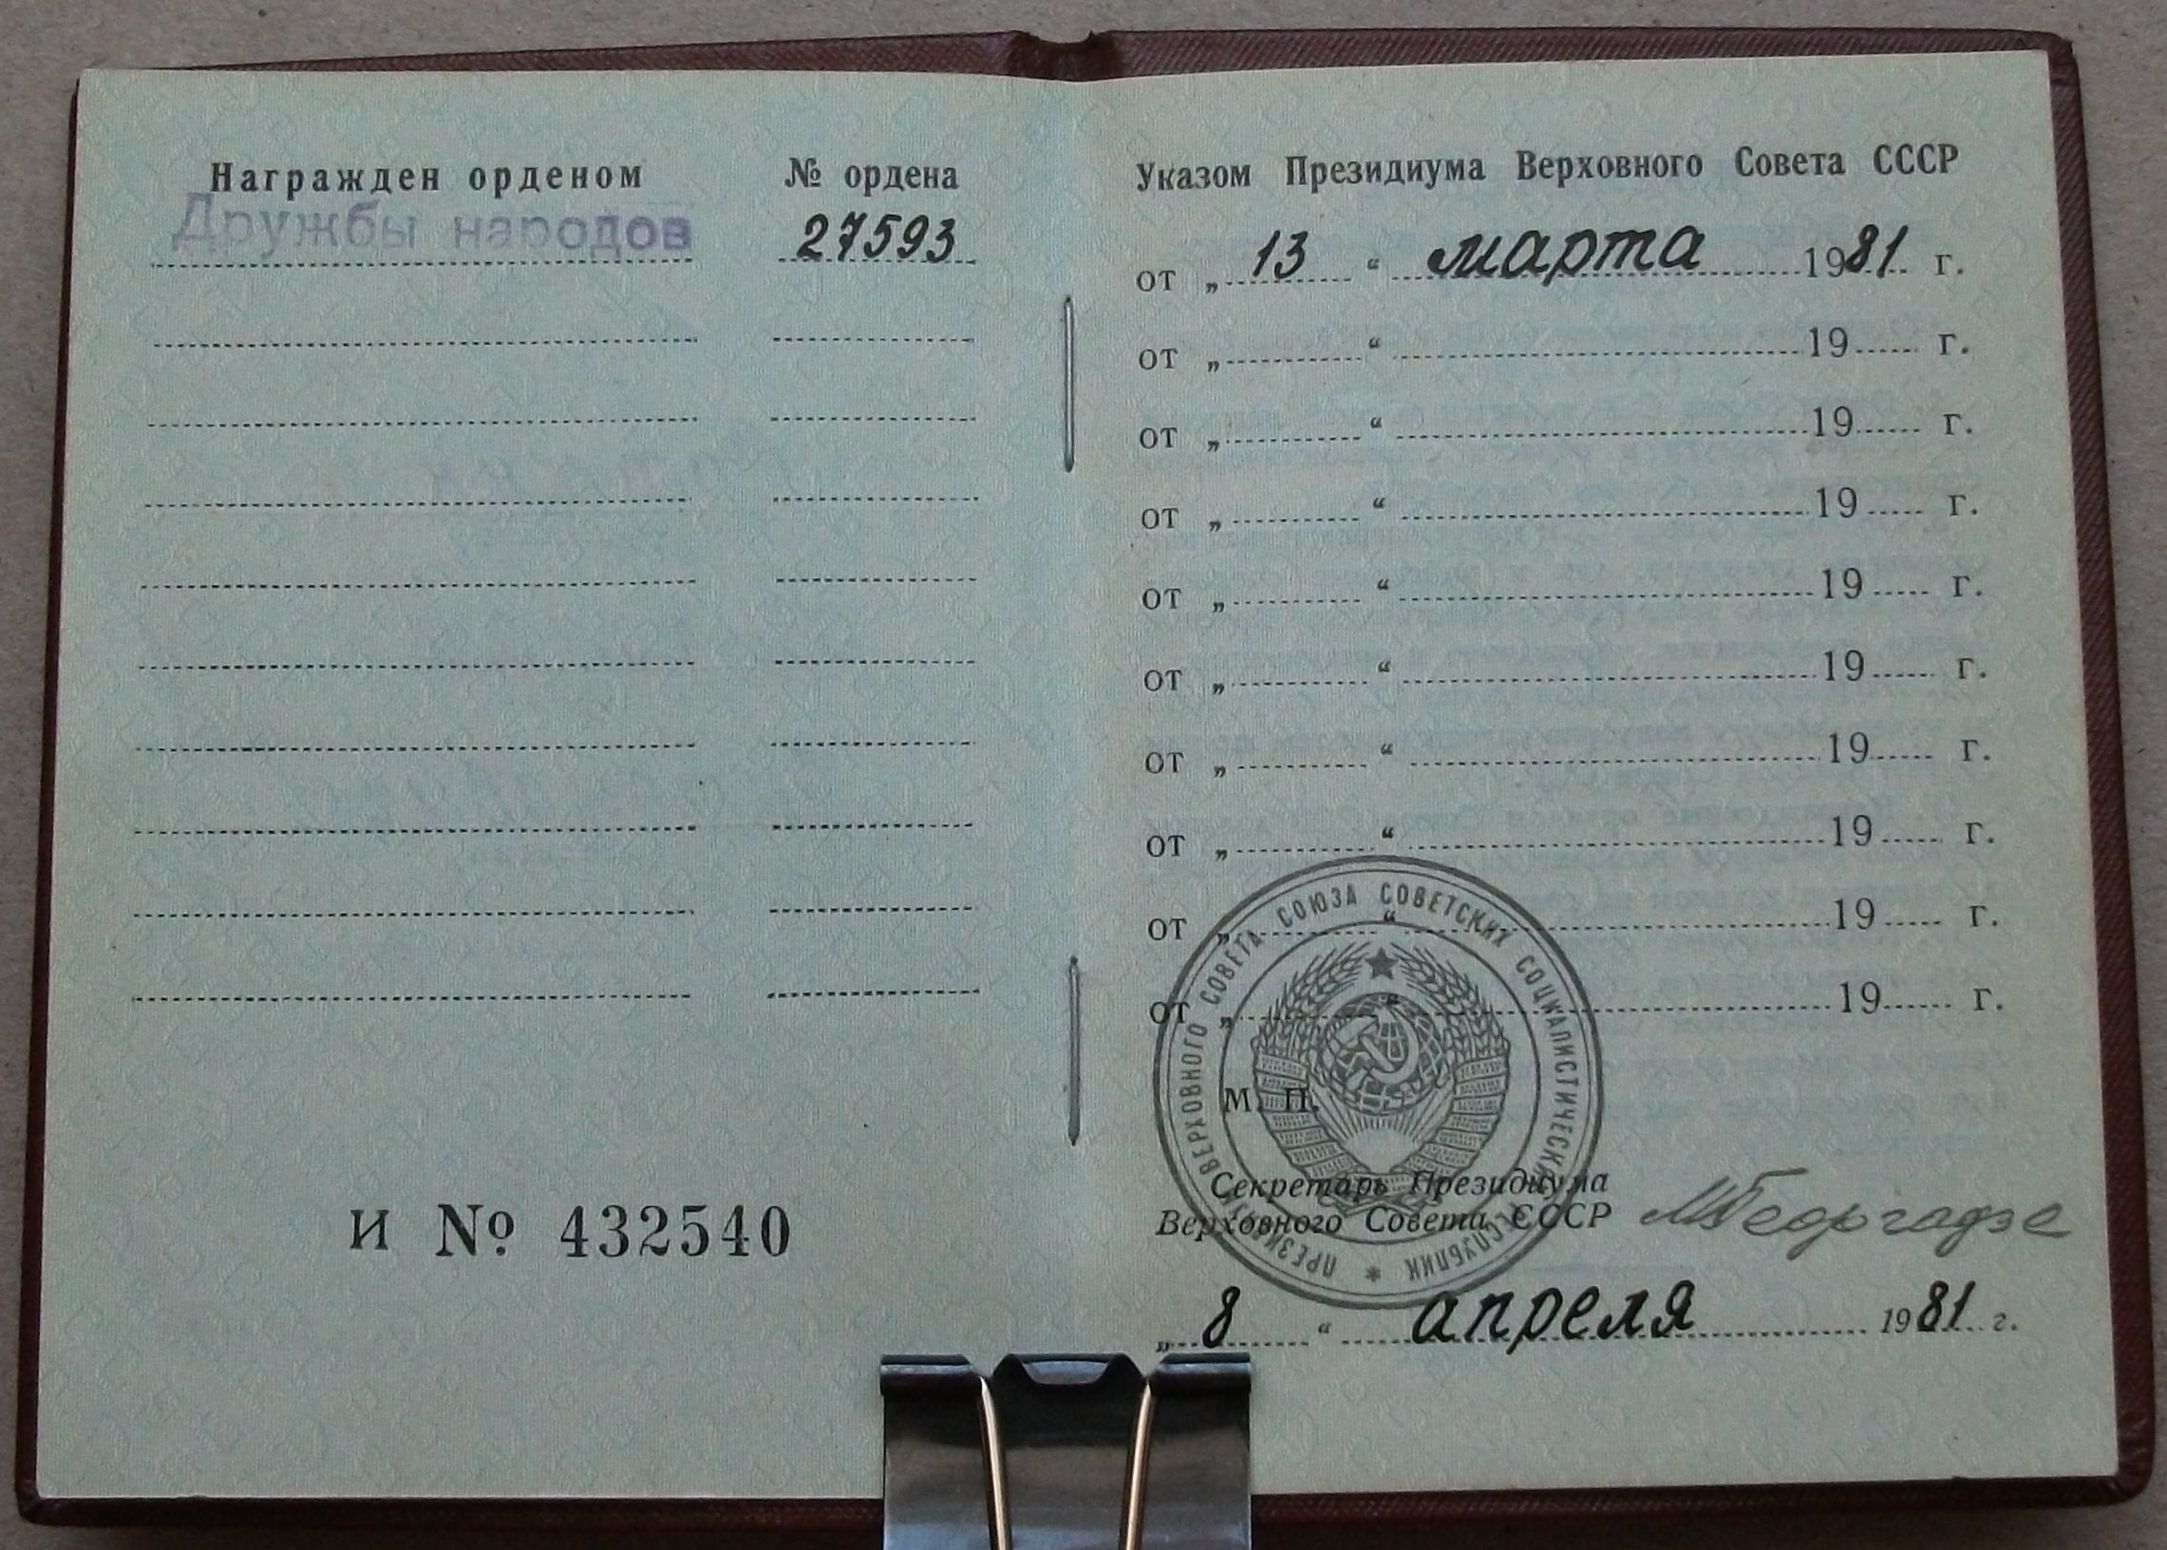 Награжден орденом
№ ордена
Дружбы народов
27593
И № 432540
Указом Президиума Верховного Совета СССР
от „ 13 “ марта 1981 г.
от „ “ 19 г.
от „ “ 19 г.
от „ “ 19 г.
от „ “ 19 г.
от „ “ 19 г.
от „ “ 19 г.
от „ “ 19 г.
от „ “ 19 г.
от „ “ 19 г.
ПРЕЗИДИУМ ВЕРХОВНОГО СОВЕТА СОЮЗА СОВЕТСКИХ СОЦИАЛИСТИЧЕСКИХ РЕСПУБЛИК *
М. П.
Секретарь Президиума
Верховного Совета СССР МГеоргадзе
„ 8 “ апреля 1981 г.